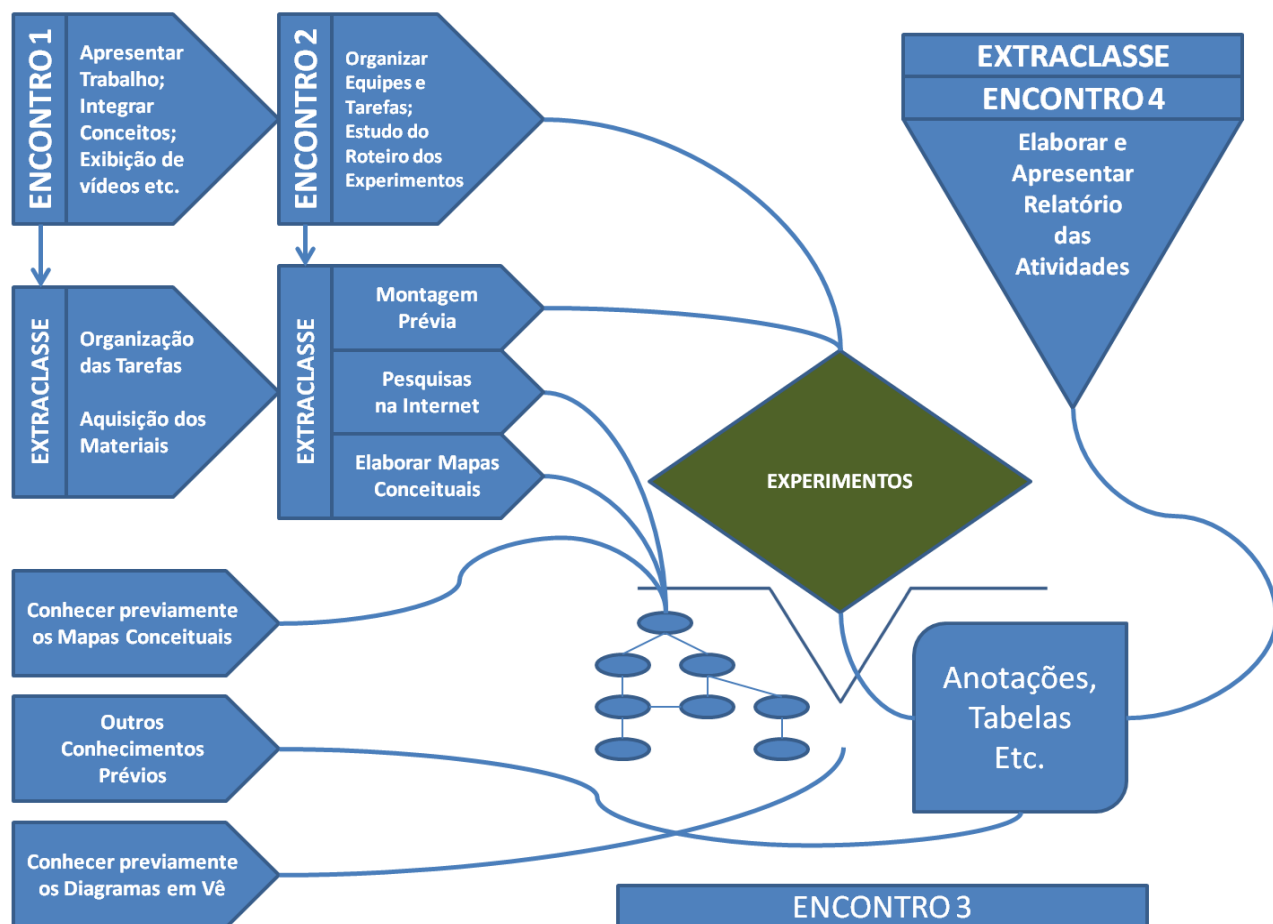 ENCONTRO 1
Apresentar
Trabalho;
Integrar
Conceitos;
Exibição de
vídeos etc.
ENCONTRO 2
Organizar
Equipes e
Tarefas;
Estudo do
Roteiro dos
Experimentos
EXTRACLASSE
ENCONTRO 4
Elaborar e
Apresentar
Relatório
das
Atividades
EXTRACLASSE
Organização
das Tarefas
Aquisição dos
Materiais
EXTRACLASSE
Montagem
Prévia
Pesquisas
na Internet
Elaborar Mapas
Conceituais
EXPERIMENTOS
Conhecer previamente
os Mapas Conceituais
Outros
Conhecimentos
Prévios
Conhecer previamente
os Diagramas em Vê
Anotações,
Tabelas
Etc.
ENCONTRO 3